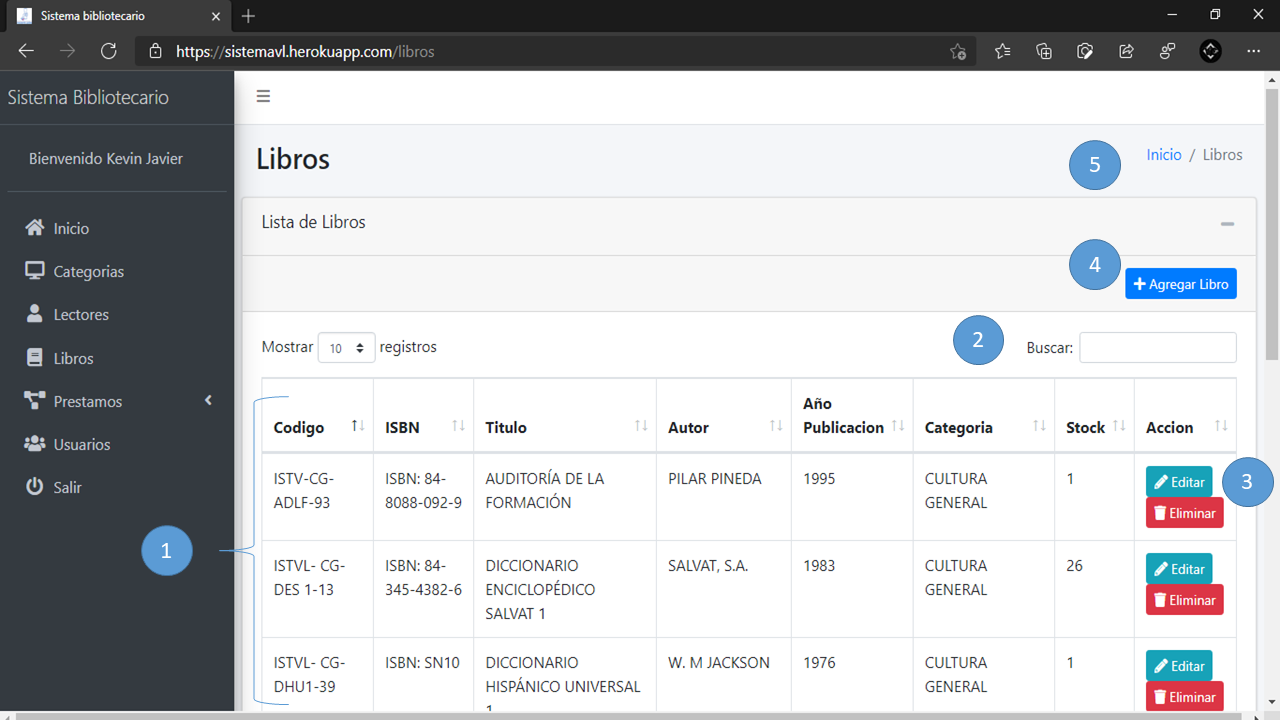 Sistema bibliotecario
https://sistemavl.herokuapp.com/libros
Sistema Bibliotecario
Bienvenido Kevin Javier
Inicio
Categorias
Lectores
Libros
Prestamos
Usuarios
Salir
1
Libros
5
Inicio / Libros
Lista de Libros
4
+ Agregar Libro
Mostrar 10 registros
2
Buscar:
Codigo
ISBN
Titulo
Autor
Año
Publicacion
Categoria
Stock
Accion
ISTV-CG-
ADLF-93
ISBN: 84-
8088-092-9
AUDITORÍA DE LA
FORMACIÓN
PILAR PINEDA
1995
CULTURA
GENERAL
1
Editar
Eliminar
3
ISTVL- CG-
DES 1-13
ISBN: 84-
345-4382-6
DICCIONARIO
ENCICLOPÉDICO
SALVAT 1
SALVAT, S.A.
1983
CULTURA
GENERAL
26
Editar
Eliminar
ISTVL- CG-
DHU1-39
ISBN: SN10
DICCIONARIO
HISPÁNICO UNIVERSAL
1
W. M JACKSON
1976
CULTURA
GENERAL
1
Editar
Eliminar